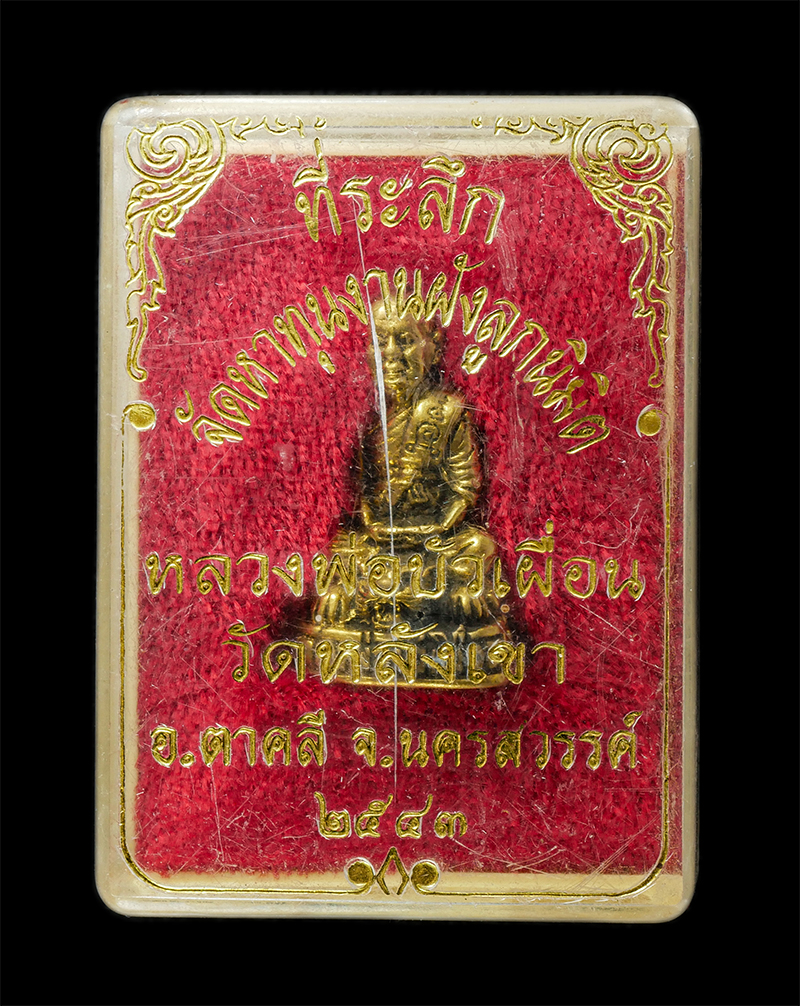 ที่ระลึก
จัดหาทุนงานฝังลูกนิมิต
หลวงพ่อบัวเผื่อน
วัดหลังเขา
อ.ตาคลี จ.นครสวรรค์
๒๕๔๓